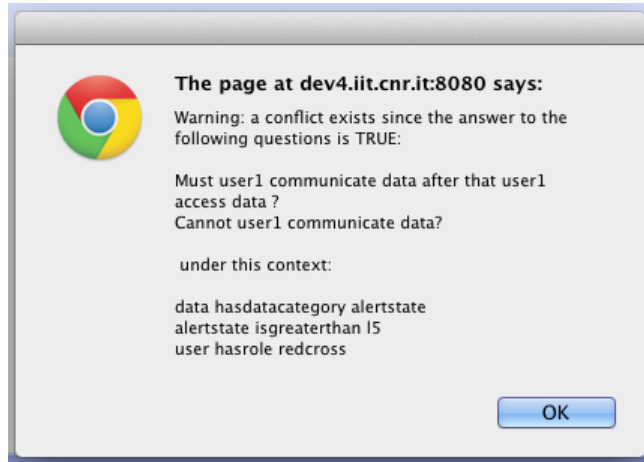 The page at dev4.iit.cnr.it:8080 says:
Warning: a conflict exists since the answer to the
following questions is TRUE:
Must user1 communicate data after that user1
access data ?
Cannot user1 communicate data?
under this context:
data hasdatacategory alertstate
alertstate isgreaterthan l5
user hasrole redcross
OK